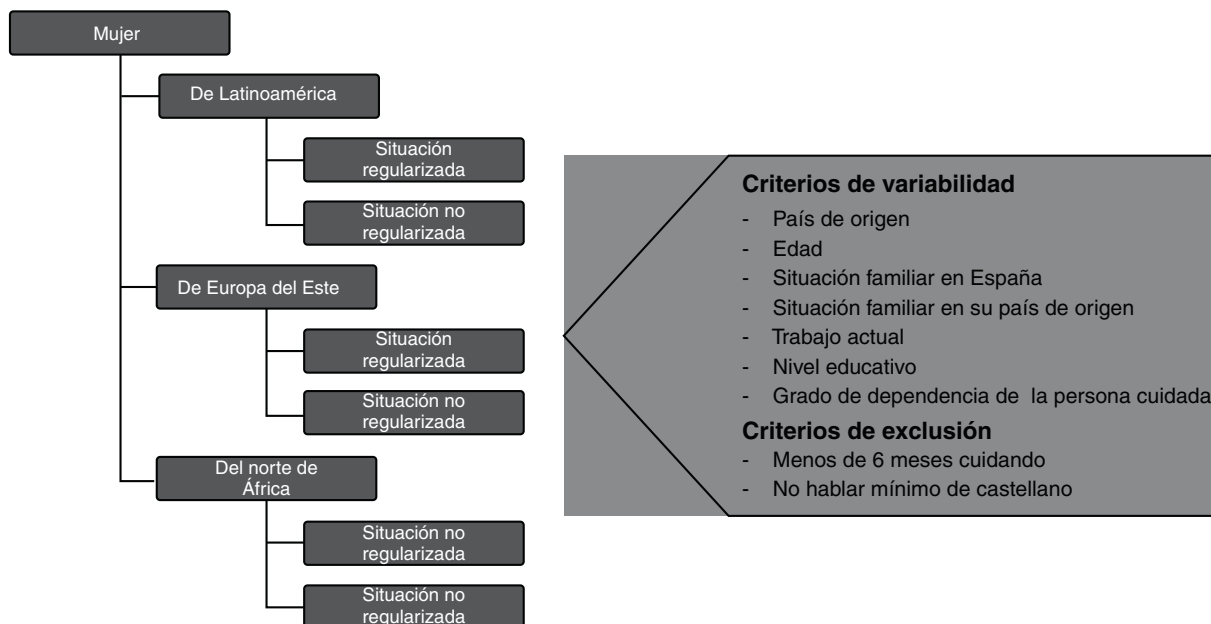 Mujer
De Latinoamérica
Situación
regularizada
Situación no
regularizada
De Europa del Este
Situación
regularizada
Situación no
regularizada
Del norte de
África
Situación no
regularizada
Situación no
regularizada
Criterios de variabilidad
- País de origen
- Edad
- Situación familiar en España
- Situación familiar en su país de origen
- Trabajo actual
- Nivel educativo
- Grado de dependencia de la persona cuidada
Criterios de exclusión
- Menos de 6 meses cuidando
- No hablar mínimo de castellano